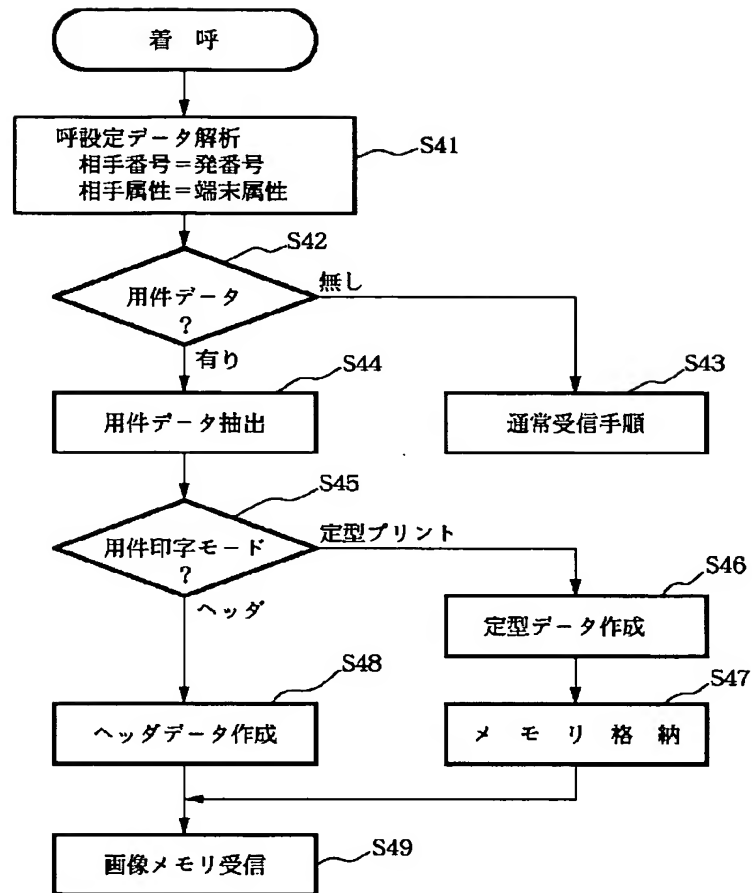 着 呼
呼設定データ解析
相手番号=発番号
相手属性=端末属性
S41
S42
用件データ
?
無し
有り
S44
用件データ抽出
S43
通常受信手順
S45
用件印字モード
?
定型プリント
ヘッダ
S46
定型データ作成
S48
ヘッダデータ作成
S47
メ モ リ 格 納
画像メモリ受信
S49